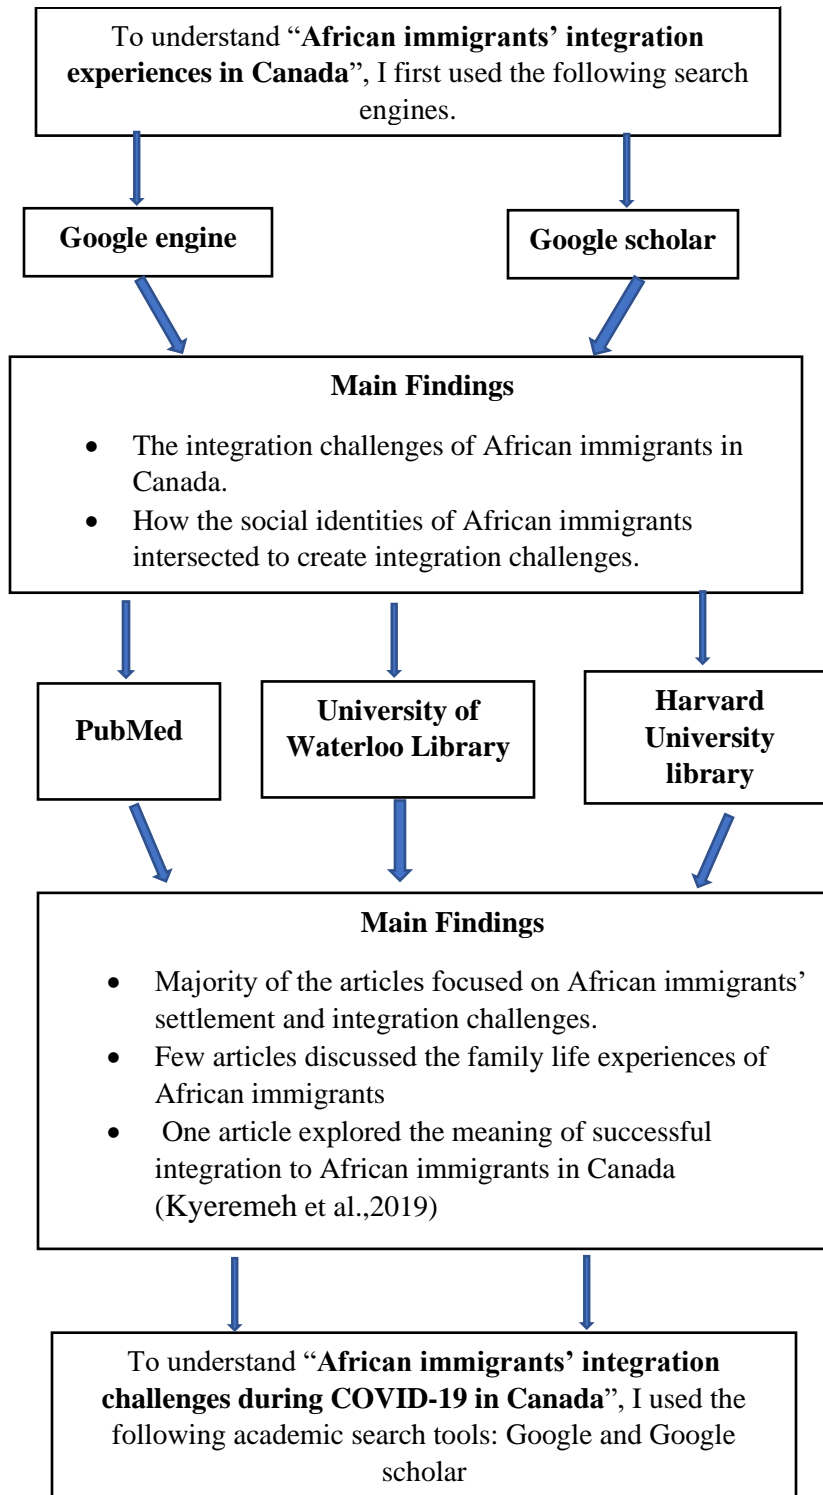 To understand “African immigrants’ integration
experiences in Canada”, I first used the following search
engines.
Google engine
Google scholar
Main Findings
• The integration challenges of African immigrants in
Canada.
• How the social identities of African immigrants
intersected to create integration challenges.
PubMed
University of
Waterloo Library
Harvard
University
library
Main Findings
• Majority of the articles focused on African immigrants’
settlement and integration challenges.
• Few articles discussed the family life experiences of
African immigrants
• One article explored the meaning of successful
integration to African immigrants in Canada
(Kyeremeh et al.,2019)
To understand “African immigrants’ integration
challenges during COVID-19 in Canada”, I used the
following academic search tools: Google and Google
scholar